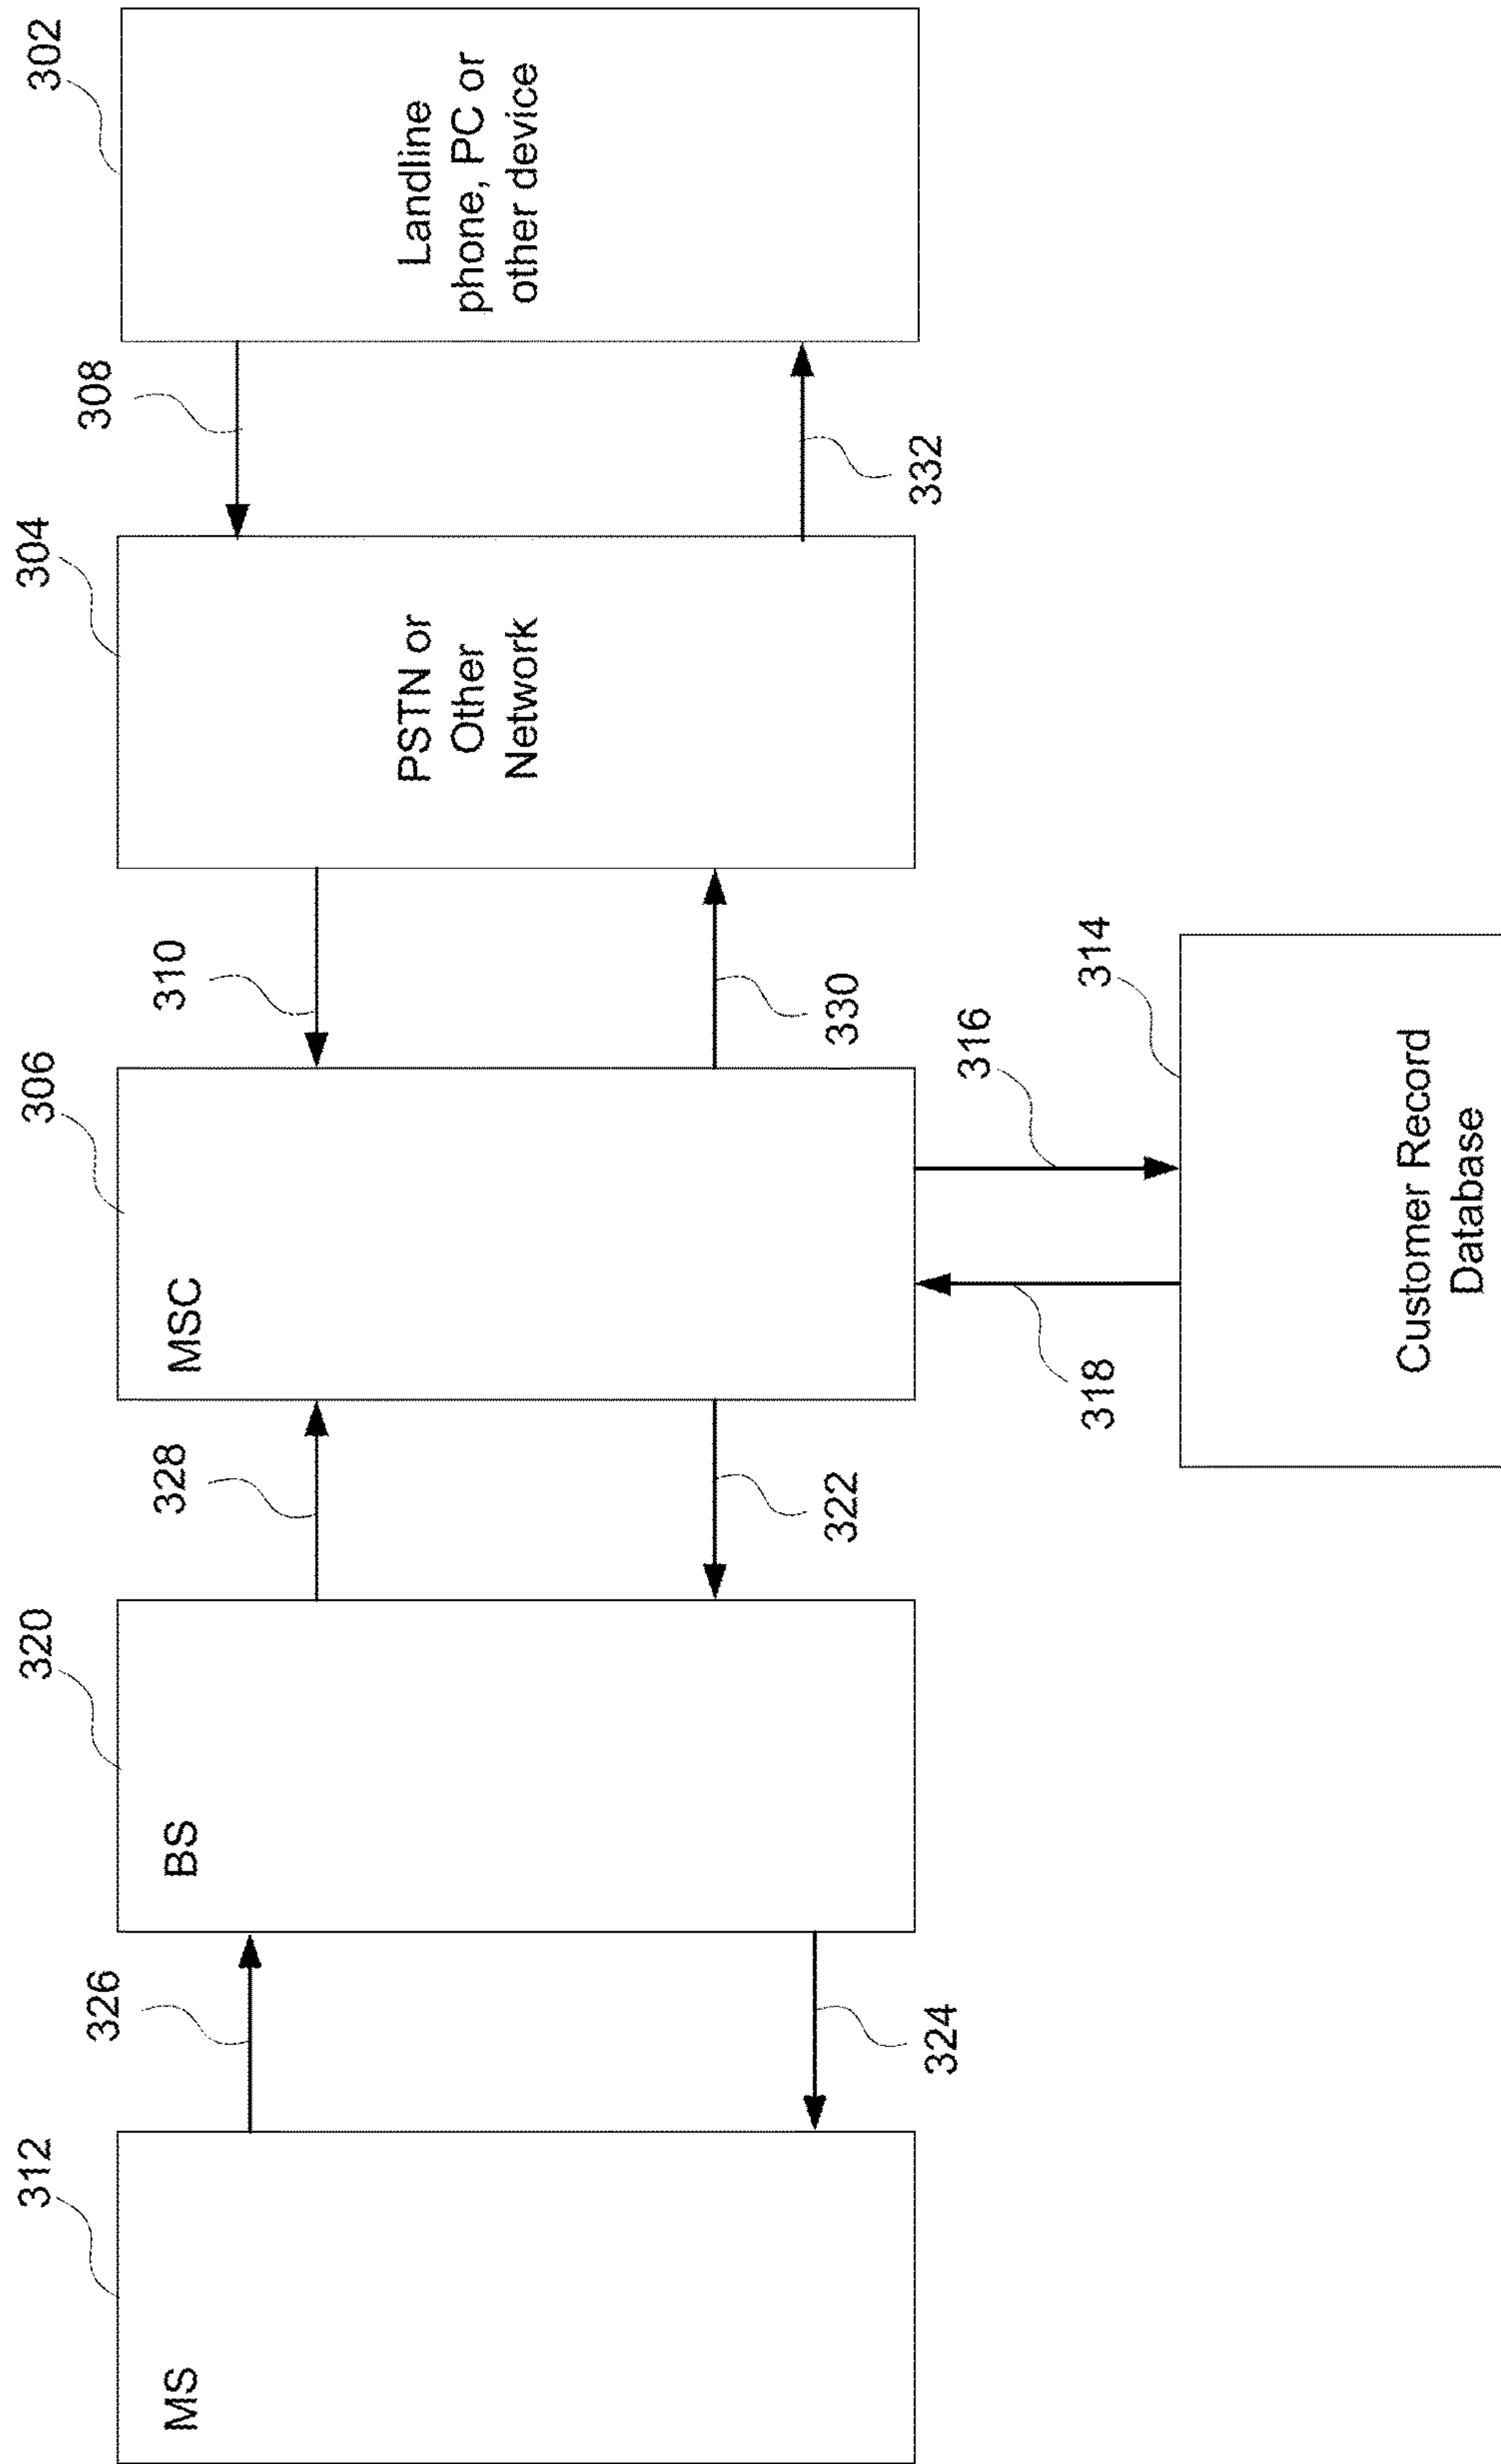 312
MS
326
324
320
BS
328
322
306
MSC
310
330
304
PSTN or
Other
Network
308
332
302
Landline
phone, PC or
other device
318
316
314
Customer Record
Database